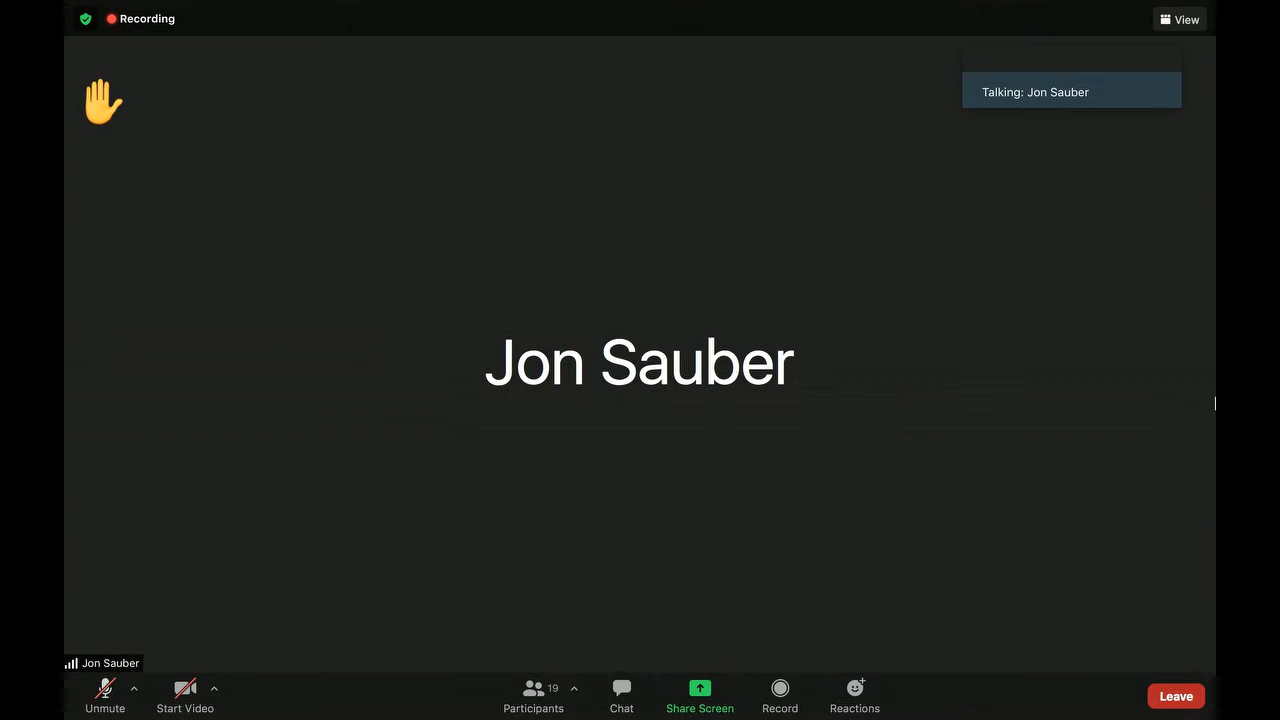 Recording
View
Talking: Jon Sauber
Jon Sauber
Jon Sauber
19
Unmute
Start Video
Participants
Chat
Share Screen
Record
Reactions
Leave